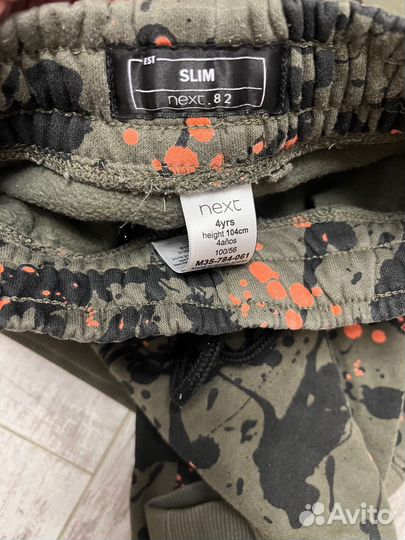 EST
SLIM
next.82
next
4yrs
height 104cm
4años
100/56
M35-784-061
Avito